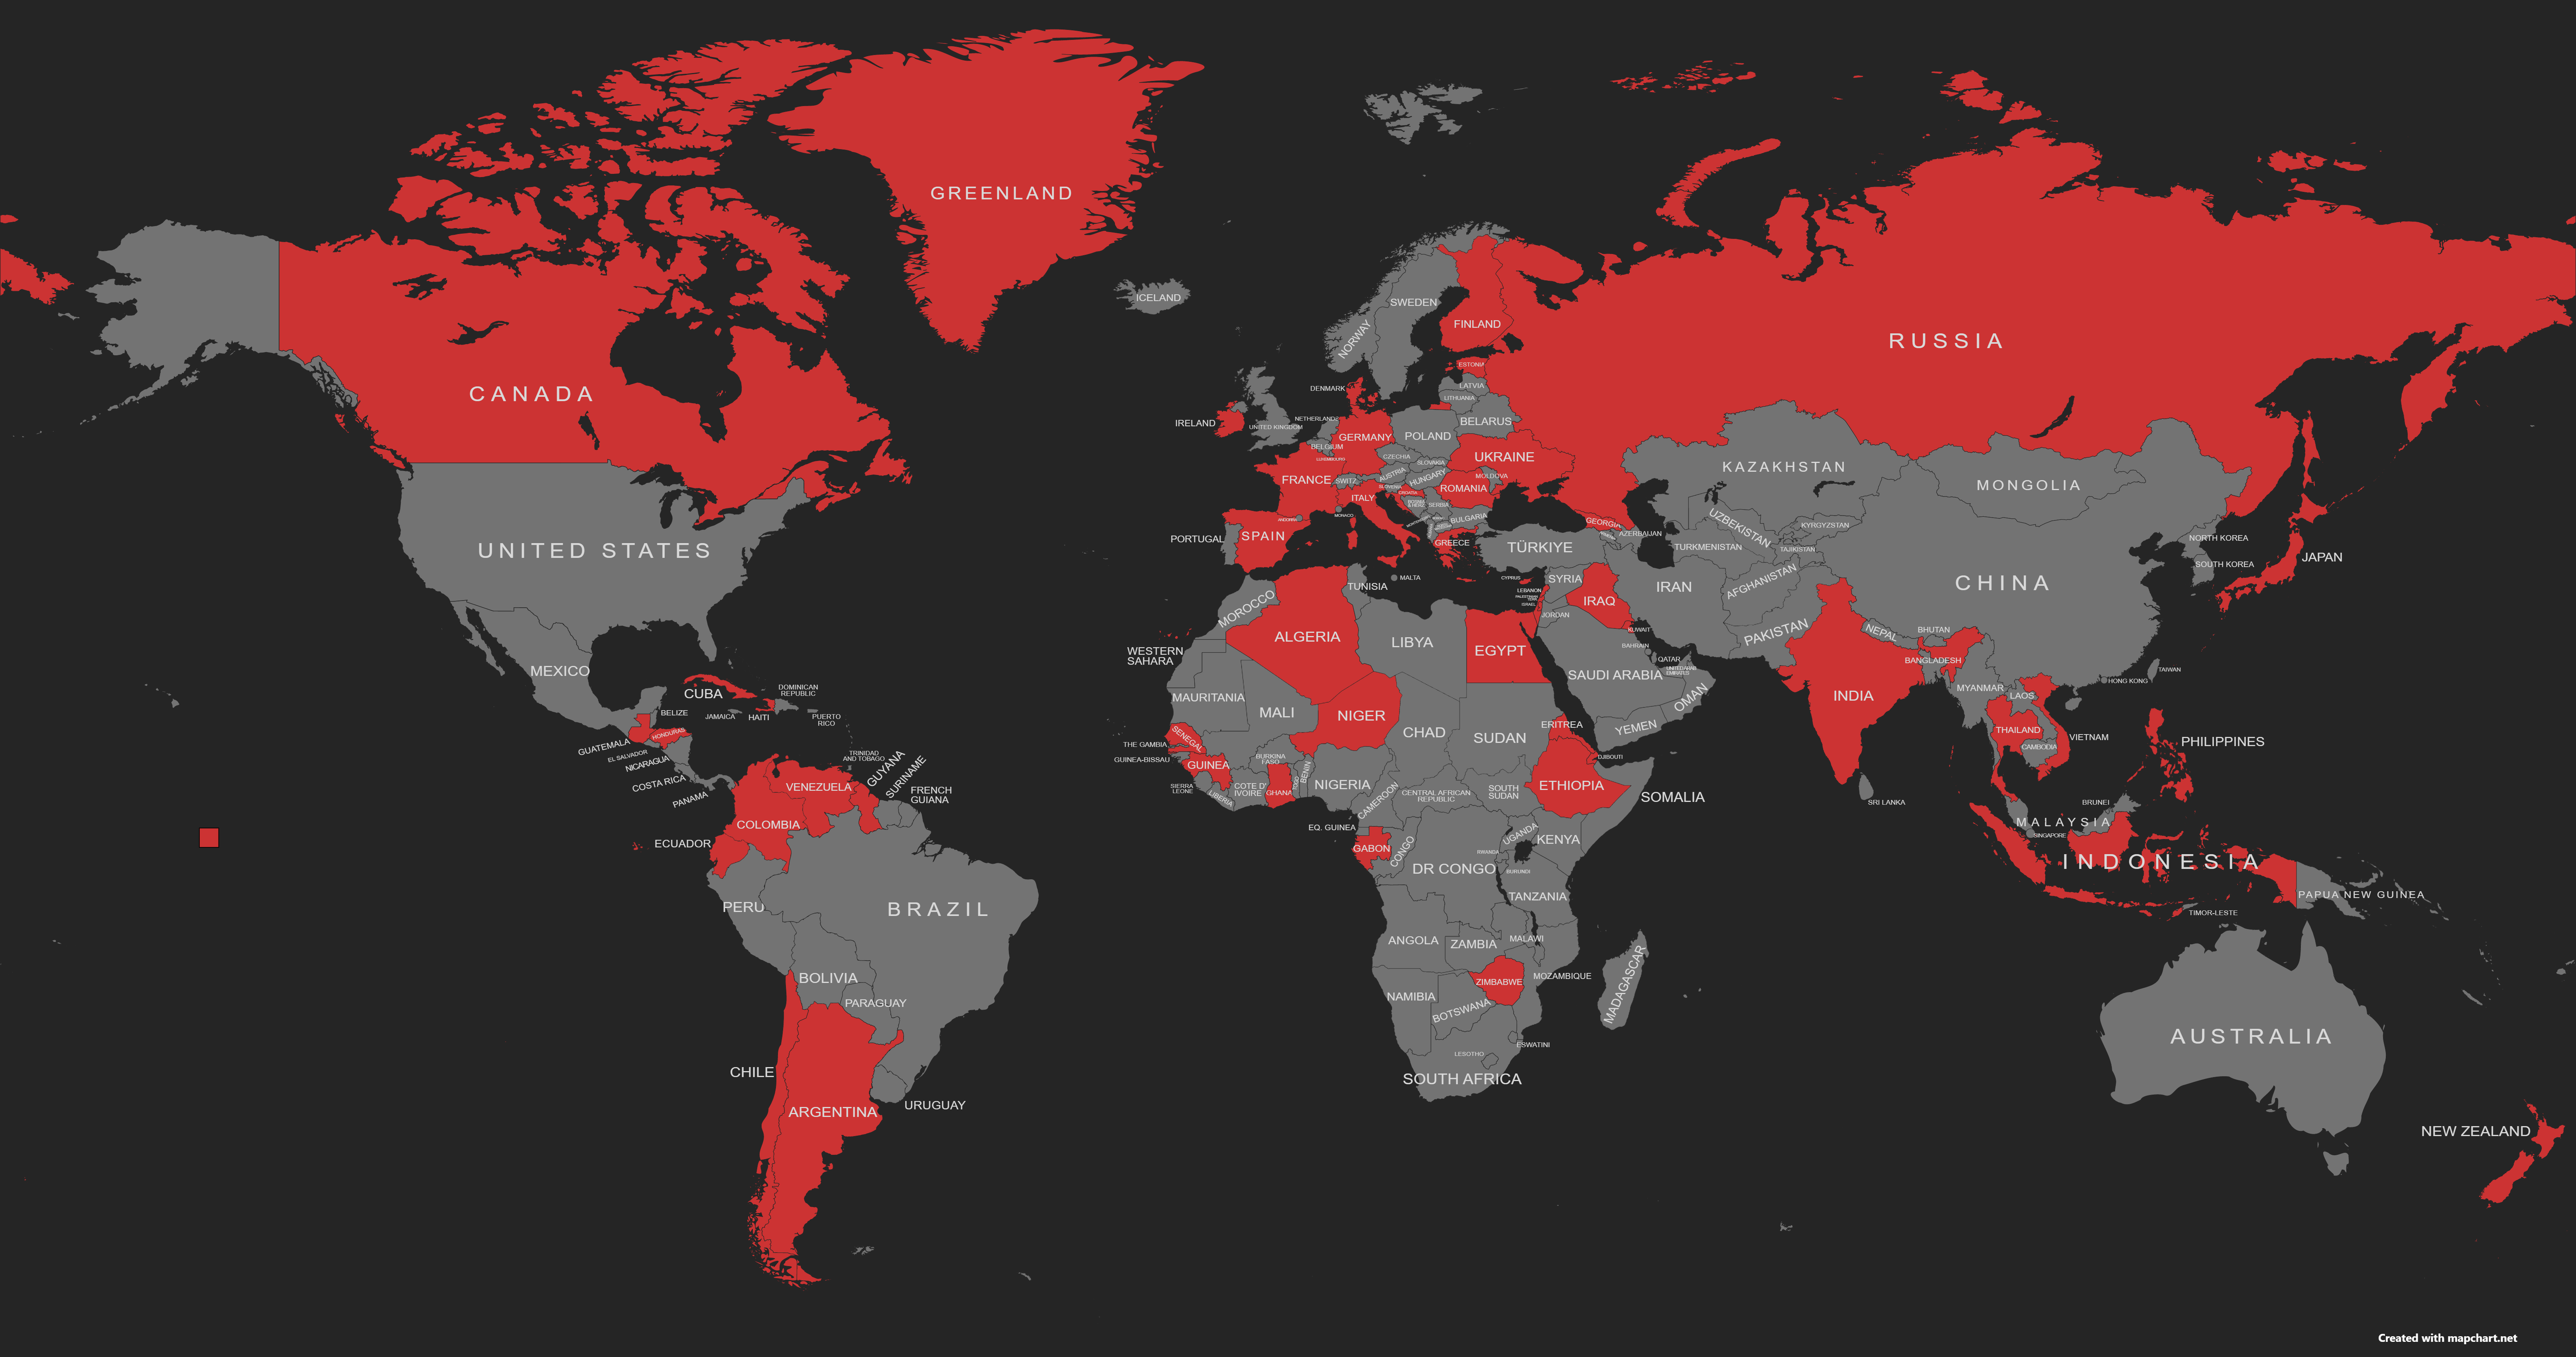 GREENLAND
ICELAND
SWEDEN
NORWAY
FINLAND
RUSSIA
CANADA
ESTONIA
LATVIA
LITHUANIA
DENMARK
IRELAND
UNITED KINGDOM
NETHERLANDS
BELGIUM
LUXEMBOURG
GERMANY
POLAND
BELARUS
UKRAINE
CZECHIA
SLOVAKIA
AUSTRIA
HUNGARY
MOLDOVA
FRANCE
SWITZ.
SLOVENIA
CROATIA
ROMANIA
ITALY
SERBIA
BULGARIA
MONACO
ANDORRA
PORTUGAL
SPAIN
GREECE
MALTA
CYPRUS
TÜRKIYE
GEORGIA
AZERBAIJAN
KAZAKHSTAN
MONGOLIA
UZBEKISTAN
KYRGYZSTAN
TURKMENISTAN
TAJIKISTAN
AFGHANISTAN
CHINA
NORTH KOREA
SOUTH KOREA
JAPAN
UNITED STATES
MEXICO
CUBA
DOMINICAN
REPUBLIC
BELIZE
JAMAICA
HAITI
PUERTO
RICO
GUATEMALA
HONDURAS
EL SALVADOR
NICARAGUA
COSTA RICA
PANAMA
TRINIDAD
AND TOBAGO
VENEZUELA
GUYANA
SURINAME
FRENCH
GUIANA
COLOMBIA
ECUADOR
PERU
BRAZIL
BOLIVIA
PARAGUAY
CHILE
ARGENTINA
URUGUAY
MOROCCO
TUNISIA
ALGERIA
LIBYA
EGYPT
WESTERN
SAHARA
MAURITANIA
MALI
NIGER
CHAD
SUDAN
ERITREA
SENEGAL
THE GAMBIA
GUINEA-BISSAU
GUINEA
SIERRA
LEONE
LIBERIA
COTE D'
IVOIRE
BURKINA
FASO
GHANA
TOGO
BENIN
NIGERIA
CAMEROON
CENTRAL AFRICAN
REPUBLIC
SOUTH
SUDAN
ETHIOPIA
DJIBOUTI
SOMALIA
EQ. GUINEA
GABON
CONGO
DR CONGO
UGANDA
KENYA
RWANDA
BURUNDI
TANZANIA
ANGOLA
ZAMBIA
MALAWI
MOZAMBIQUE
ZIMBABWE
NAMIBIA
BOTSWANA
MADAGASCAR
ESWATINI
LESOTHO
SOUTH AFRICA
SYRIA
LEBANON
ISRAEL
JORDAN
IRAQ
IRAN
KUWAIT
BAHRAIN
QATAR
UNITED ARAB
EMIRATES
SAUDI ARABIA
OMAN
YEMEN
PAKISTAN
NEPAL
BHUTAN
BANGLADESH
INDIA
SRI LANKA
MYANMAR
LAOS
THAILAND
CAMBODIA
VIETNAM
HONG KONG
TAIWAN
PHILIPPINES
BRUNEI
MALAYSIA
SINGAPORE
INDONESIA
TIMOR-LESTE
PAPUA NEW GUINEA
AUSTRALIA
NEW ZEALAND
Created with mapchart.net